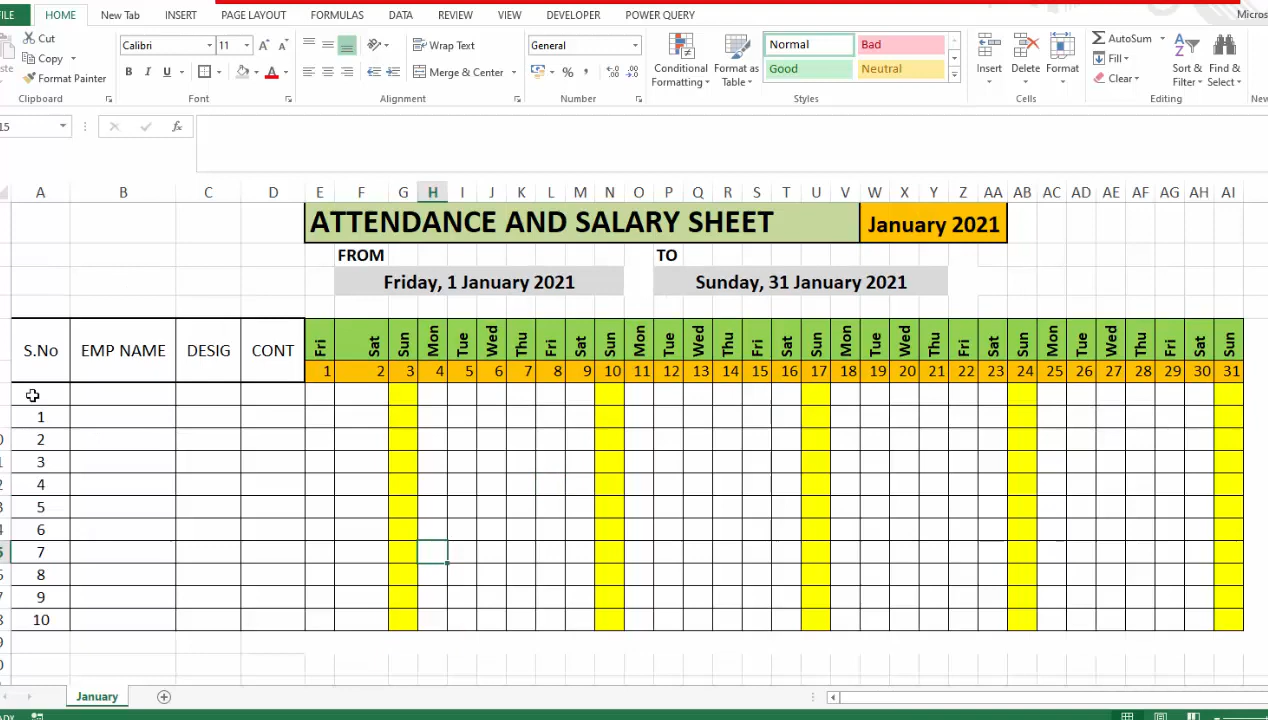 FILE HOME New Tab INSERT PAGE LAYOUT FORMULAS DATA REVIEW VIEW DEVELOPER POWER QUERY
Cut
Copy
Format Painter
Clipboard
Calibri 11
B I U
Font
Wrap Text
Merge & Center
Alignment
General
%
Number
Conditional Formatting
Format as Table
Normal Bad
Good Neutral
Styles
Insert Delete Format
Cells
AutoSum
Fill
Clear
Sort & Filter
Find & Select
Editing
fx
A B C D E F G H I J K L M N O P Q R S T U V W X Y Z AA AB AC AD AE AF AG AH AI
ATTENDANCE AND SALARY SHEET January 2021
FROM TO
Friday, 1 January 2021 Sunday, 31 January 2021
S.No EMP NAME DESIG CONT Fri Sat Sun Mon Tue Wed Thu Fri Sat Sun Mon Tue Wed Thu Fri Sat Sun Mon Tue Wed Thu Fri Sat Sun Mon Tue Wed Thu Fri Sat Sun
1 2 3 4 5 6 7 8 9 10 11 12 13 14 15 16 17 18 19 20 21 22 23 24 25 26 27 28 29 30 31
1
2
3
4
5
6
7
8
9
10
January